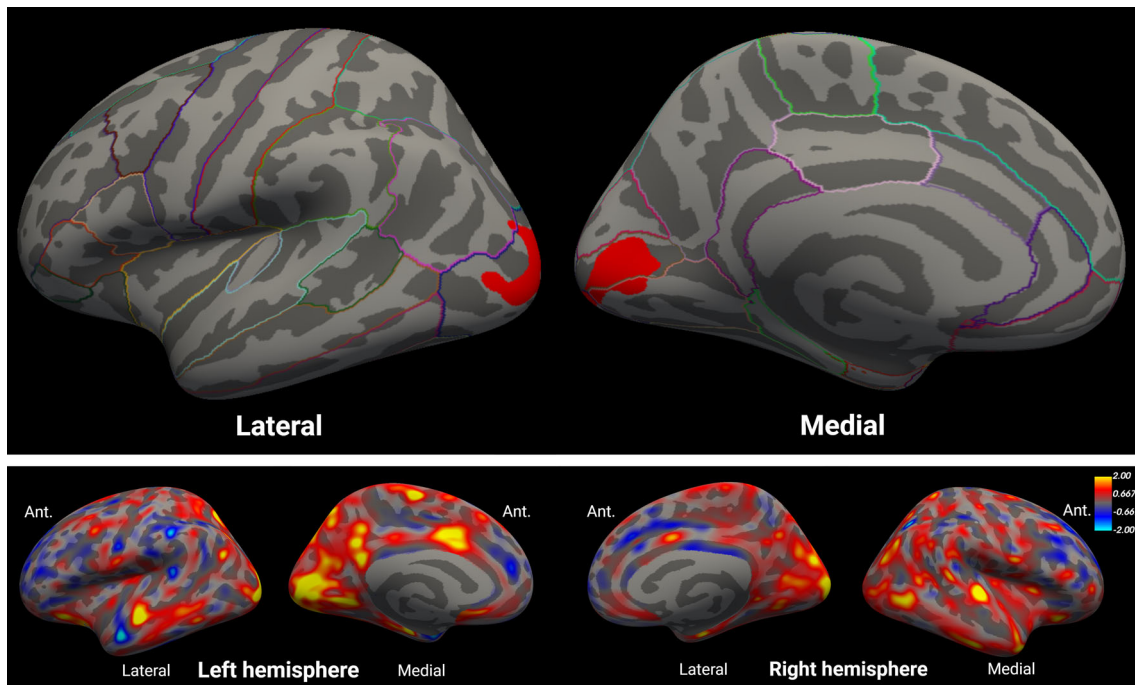 Lateral
Medial
Ant.
Ant.
Ant.
Ant.
2.00
0.667
-0.66
-2.00
Lateral
Left hemisphere
Medial
Lateral
Right hemisphere
Medial